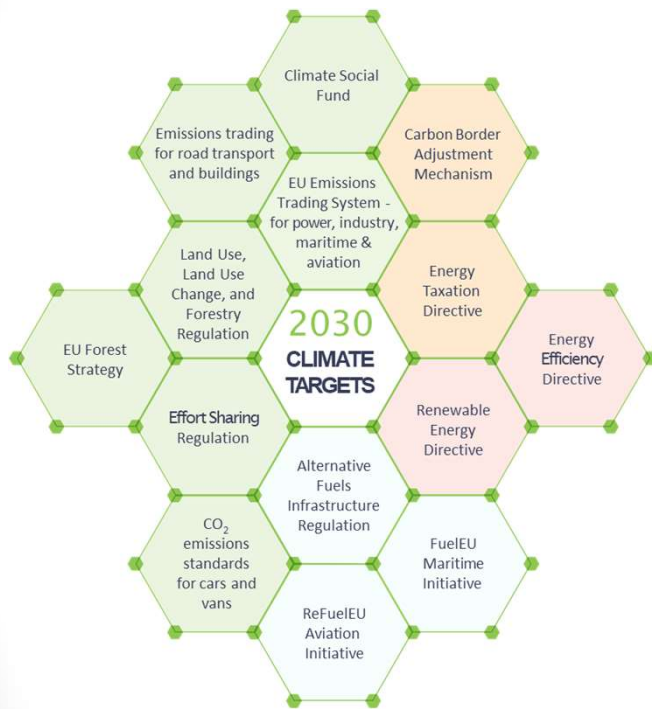 Climate Social
Fund
Emissions trading
for road transport
and buildings
Carbon Border
Adjustment
Mechanism
EU Emissions
Trading System -
for power, industry,
maritime &
aviation
Land Use,
Land Use
Change, and
Forestry
Regulation
Energy
Taxation
Directive
EU Forest
Strategy
2030
CLIMATE
TARGETS
Energy
Efficiency
Directive
Effort Sharing
Regulation
Renewable
Energy
Directive
Alternative
Fuels
Infrastructure
Regulation
CO₂
emissions
standards
for cars and
vans
FuelEU
Maritime
Initiative
ReFuelEU
Aviation
Initiative